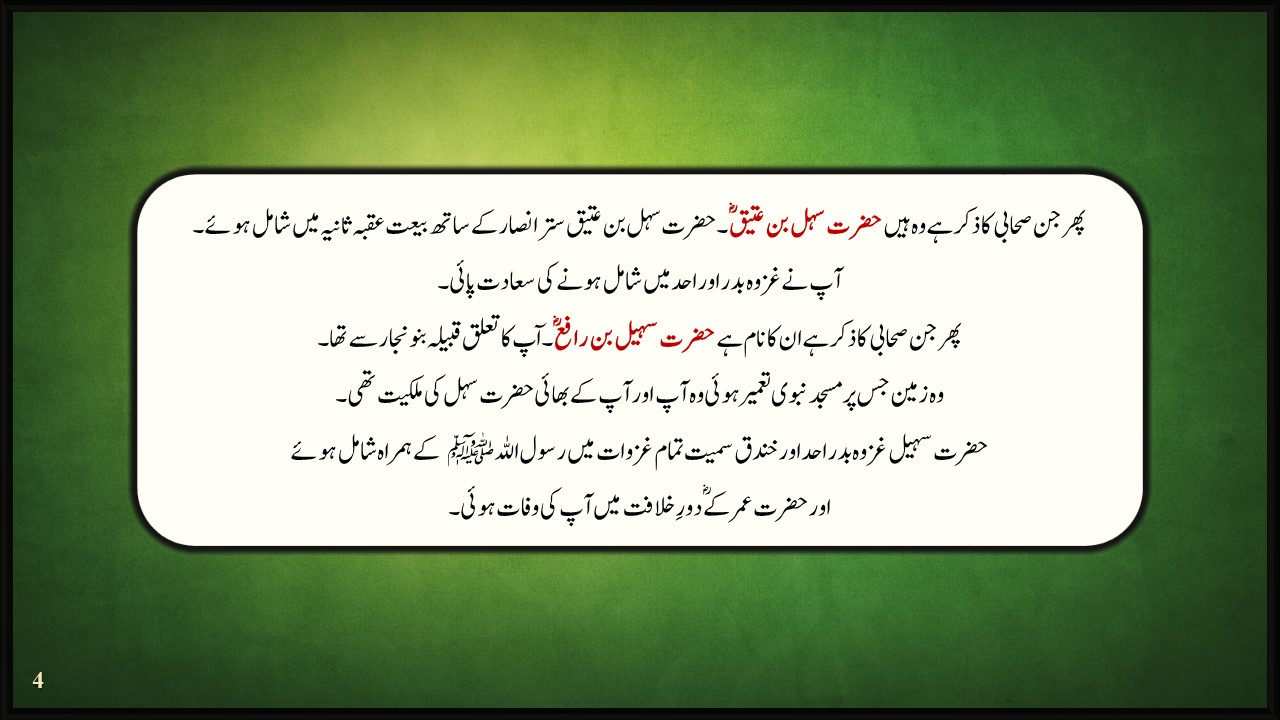 پھر جن صحابی کا ذکر ہے وہ ہیں حضرت سہل بن عتیقؓ۔ حضرت سہل بن عتیق ستر انصار کے ساتھ بیعت عقبہ ثانیہ میں شامل ہوئے۔
آپ نے غزوہ بدر اور احد میں شامل ہونے کی سعادت پائی۔
پھر جن صحابی کا ذکر ہے ان کا نام ہے حضرت سہیل بن رافعؓ۔ آپ کا تعلق قبیلہ بنو نجار سے تھا۔
وہ زمین جس پر مسجد نبوی تعمیر ہوئی وہ آپ اور آپ کے بھائی حضرت سہل کی ملکیت تھی۔
حضرت سہیل غزوہ بدر احد اور خندق سمیت تمام غزوات میں رسول اللہ ﷺ کے ہمراہ شامل ہوئے
اور حضرت عمر کےؓ دورِ خلافت میں آپ کی وفات ہوئی۔
4